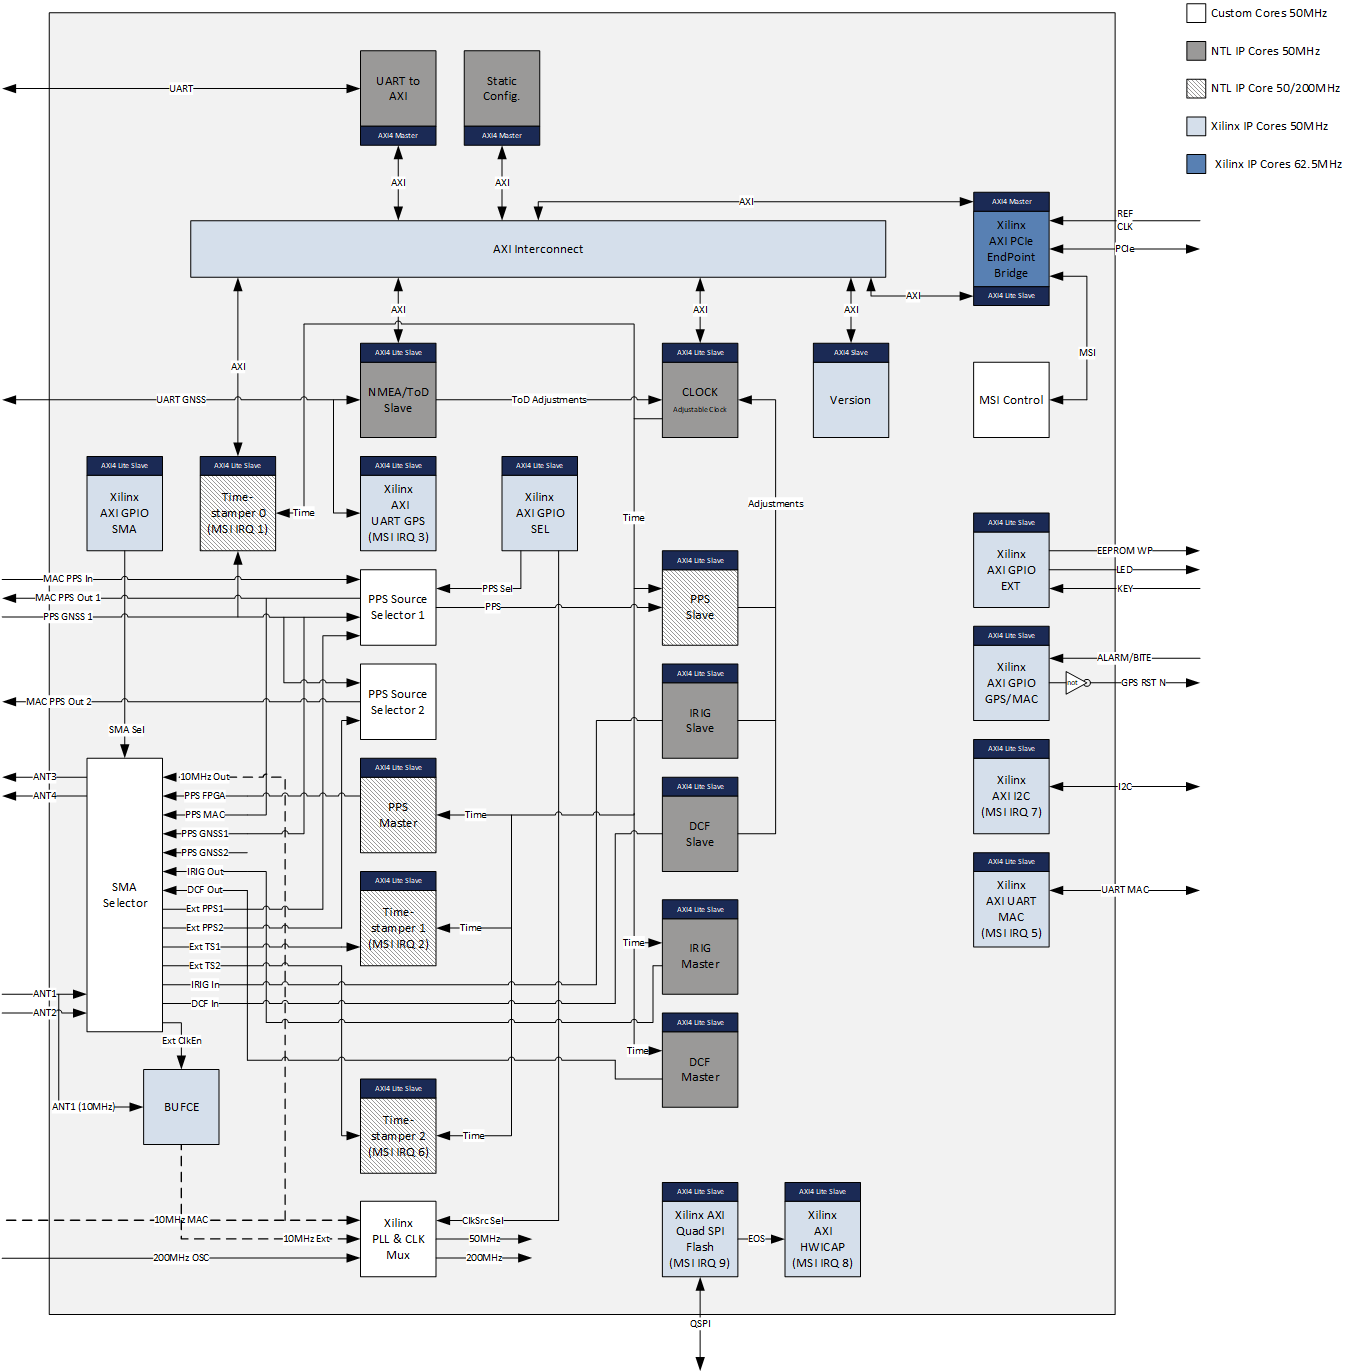 Custom Cores 50MHz
NTL IP Cores 50MHz
NTL IP Core 50/200MHz
Xilinx IP Cores 50MHz
Xilinx IP Cores 62.5MHz
UART
UART to
AXI
AXI4 Master
Static
Config.
AXI4 Master
AXI
AXI
AXI
AXI Interconnect
AXI4 Master
Xilinx
AXI PCIe
EndPoint
Bridge
AXI4 Lite Slave
REF
CLK
PCIe
AXI
AXI
AXI
AXI
AXI
MSI
UART GNSS
AXI4 Lite Slave
NMEA/ToD
Slave
ToD Adjustments
AXI4 Lite Slave
CLOCK
Adjustable Clock
AXI4 Slave
Version
MSI Control
AXI4 Lite Slave
Xilinx
AXI GPIO
SMA
AXI4 Lite Slave
Time-
stamper 0
(MSI IRQ 1)
Time
AXI4 Lite Slave
Xilinx
AXI
UART GPS
(MSI IRQ 3)
AXI4 Lite Slave
Xilinx
AXI GPIO
SEL
Time
Adjustments
AXI4 Lite Slave
Xilinx
AXI GPIO
EXT
EEPROM WP
LED
KEY
MAC PPS In
MAC PPS Out 1
PPS GNSS 1
PPS Source
Selector 1
PPS Sel
PPS
AXI4 Lite Slave
PPS
Slave
MAC PPS Out 2
PPS Source
Selector 2
AXI4 Lite Slave
IRIG
Slave
AXI4 Lite Slave
Xilinx
AXI GPIO
GPS/MAC
ALARM/BITE
not
GPS RST N
SMA Sel
ANT3
ANT4
SMA
Selector
ANT1
ANT2
10MHz Out
PPS FPGA
PPS MAC
PPS GNSS1
PPS GNSS2
IRIG Out
DCF Out
Ext PPS1
Ext PPS2
Ext TS1
Ext TS2
IRIG In
DCF In
AXI4 Lite Slave
PPS
Master
Time
AXI4 Lite Slave
DCF
Slave
AXI4 Lite Slave
Xilinx
AXI I2C
(MSI IRQ 7)
I2C
AXI4 Lite Slave
Time-
stamper 1
(MSI IRQ 2)
Time
Time
AXI4 Lite Slave
IRIG
Master
AXI4 Lite Slave
Xilinx
AXI UART
MAC
(MSI IRQ 5)
UART MAC
Ext ClkEn
ANT1 (10MHz)
BUFCE
Time
AXI4 Lite Slave
DCF
Master
AXI4 Lite Slave
Time-
stamper 2
(MSI IRQ 6)
Time
10MHz MAC
10MHz Ext
200MHz OSC
Xilinx
PLL & CLK
Mux
ClkSrcSel
50MHz
200MHz
AXI4 Lite Slave
Xilinx AXI
Quad SPI
Flash
(MSI IRQ 9)
EOS
AXI4 Lite Slave
Xilinx
AXI
HWICAP
(MSI IRQ 8)
QSPI